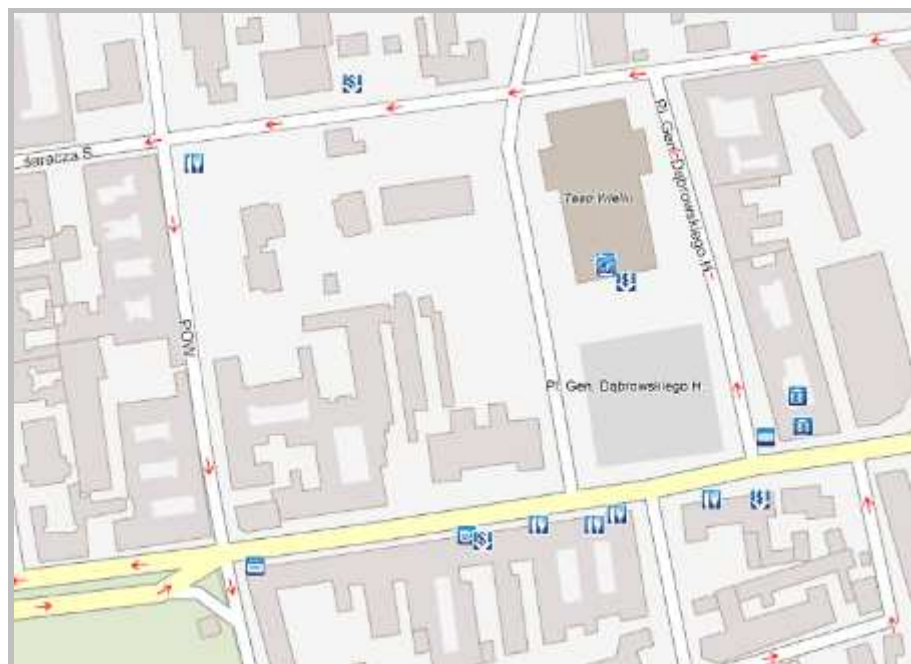 Jaracza S.
Pl. Gen. Dąbrowskiego H.
Teatr Wielki
POW
Pl. Gen. Dąbrowskiego H.